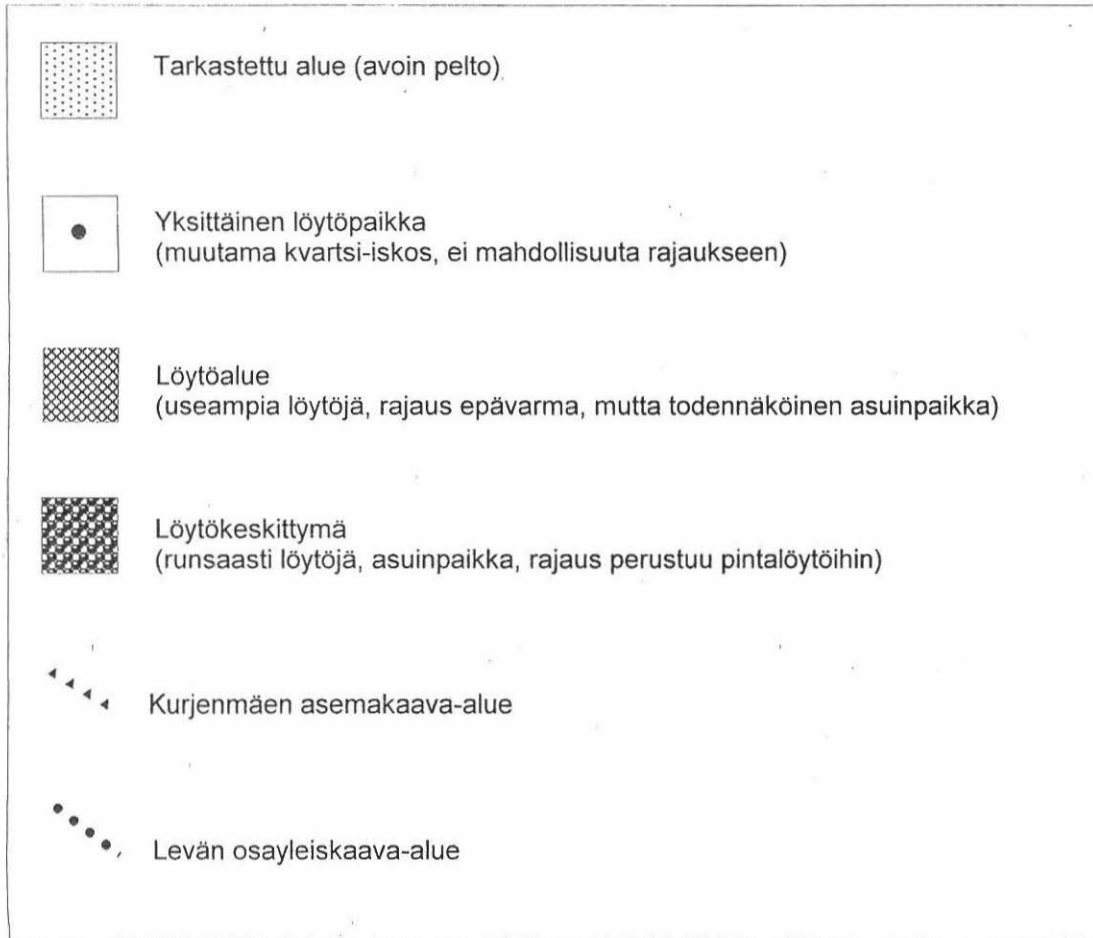 Tarkastettu alue (avoin pelto)
Yksittäinen löytöpaikka
(muutama kvartsi-iskos, ei mahdollisuuta rajaukseen)
Löytöalue
(useampia löytöjä, rajaus epävarma, mutta todennäköinen asuinpaikka)
Löytökeskittymä
(runsaasti löytöjä, asuinpaikka, rajaus perustuu pintalöytöihin)
Kurjenmäen asemakaava-alue
Levän osayleiskaava-alue